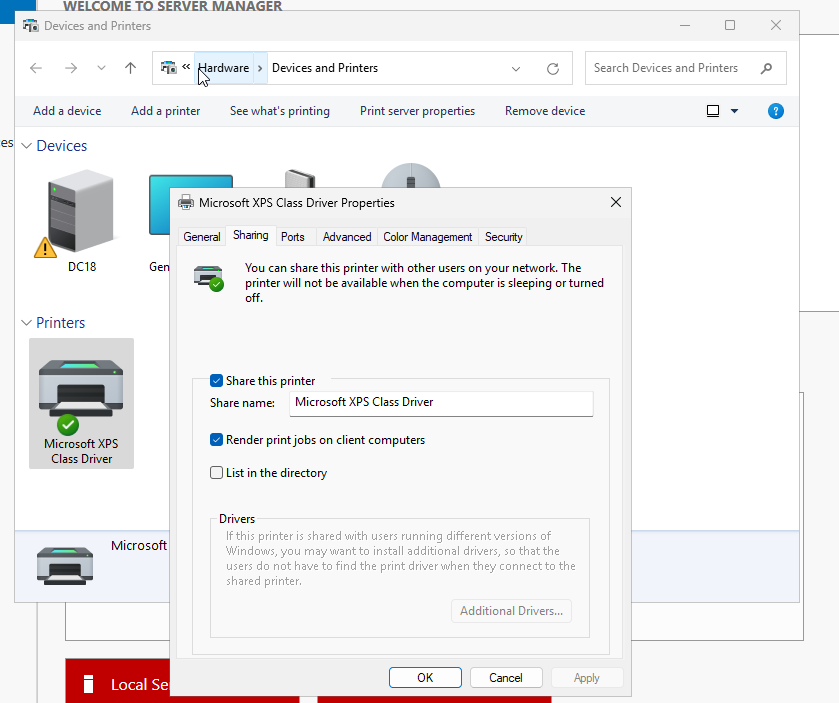 WELCOME TO SERVER MANAGER
Devices and Printers
« Hardware › Devices and Printers
Search Devices and Printers
Add a device
Add a printer
See what's printing
Print server properties
Remove device
?
Devices
DC18
Microsoft XPS Class Driver Properties
General
Sharing
Ports
Advanced
Color Management
Security
You can share this printer with other users on your network. The
printer will not be available when the computer is sleeping or turned
off.
Printers
Microsoft XPS
Class Driver
Share this printer
Share name:
Microsoft XPS Class Driver
Render print jobs on client computers
List in the directory
Drivers
If this printer is shared with users running different versions of
Windows, you may want to install additional drivers, so that the
users do not have to find the print driver when they connect to the
shared printer.
Additional Drivers...
Microsoft
OK
Cancel
Apply
Local